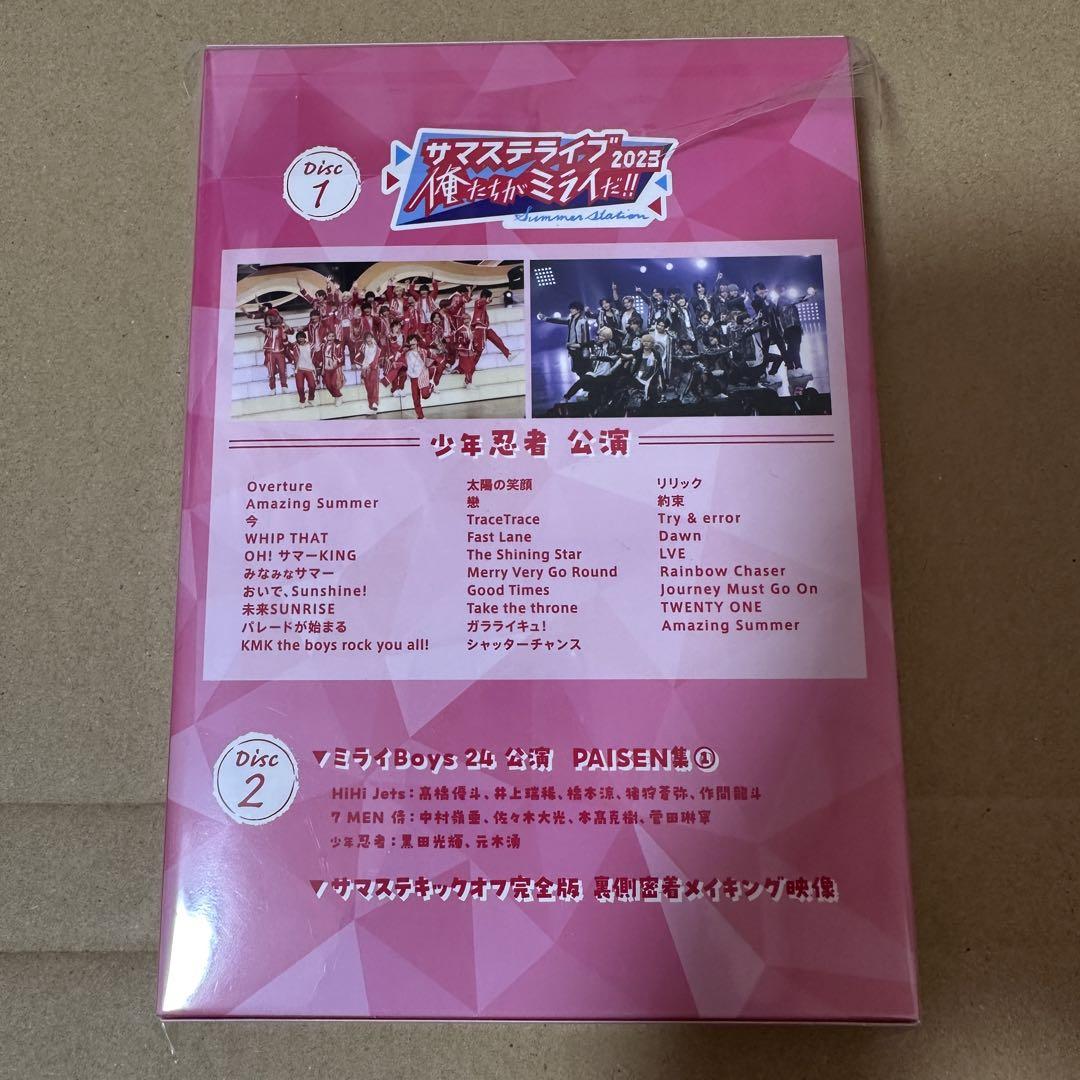 Disc
1
サマステライブ 2023
俺たちがミライだ!!
Summer Station
少年忍者 公演
Overture
Amazing Summer
今
WHIP THAT
OH! サマーKING
みなみなサマー
おいで、Sunshine!
未来SUNRISE
パレードが始まる
KMK the boys rock you all!
太陽の笑顔
戀
TraceTrace
Fast Lane
The Shining Star
Merry Very Go Round
Good Times
Take the throne
ガラライキュ!
シャッターチャンス
リリック
約束
Try & error
Dawn
LVE
Rainbow Chaser
Journey Must Go On
TWENTY ONE
Amazing Summer
Disc
2
▼ミライBoys 24 公演 PAISEN集①
HiHi Jets:髙橋優斗、井上瑞稀、橋本涼、猪狩蒼弥、作間龍斗
7 MEN 侍:中村嶺亜、佐々木大光、本髙克樹、菅田琳寧
少年忍者:黒田光輝、元木湧
▼サマステキックオフ完全版 裏側密着メイキング映像